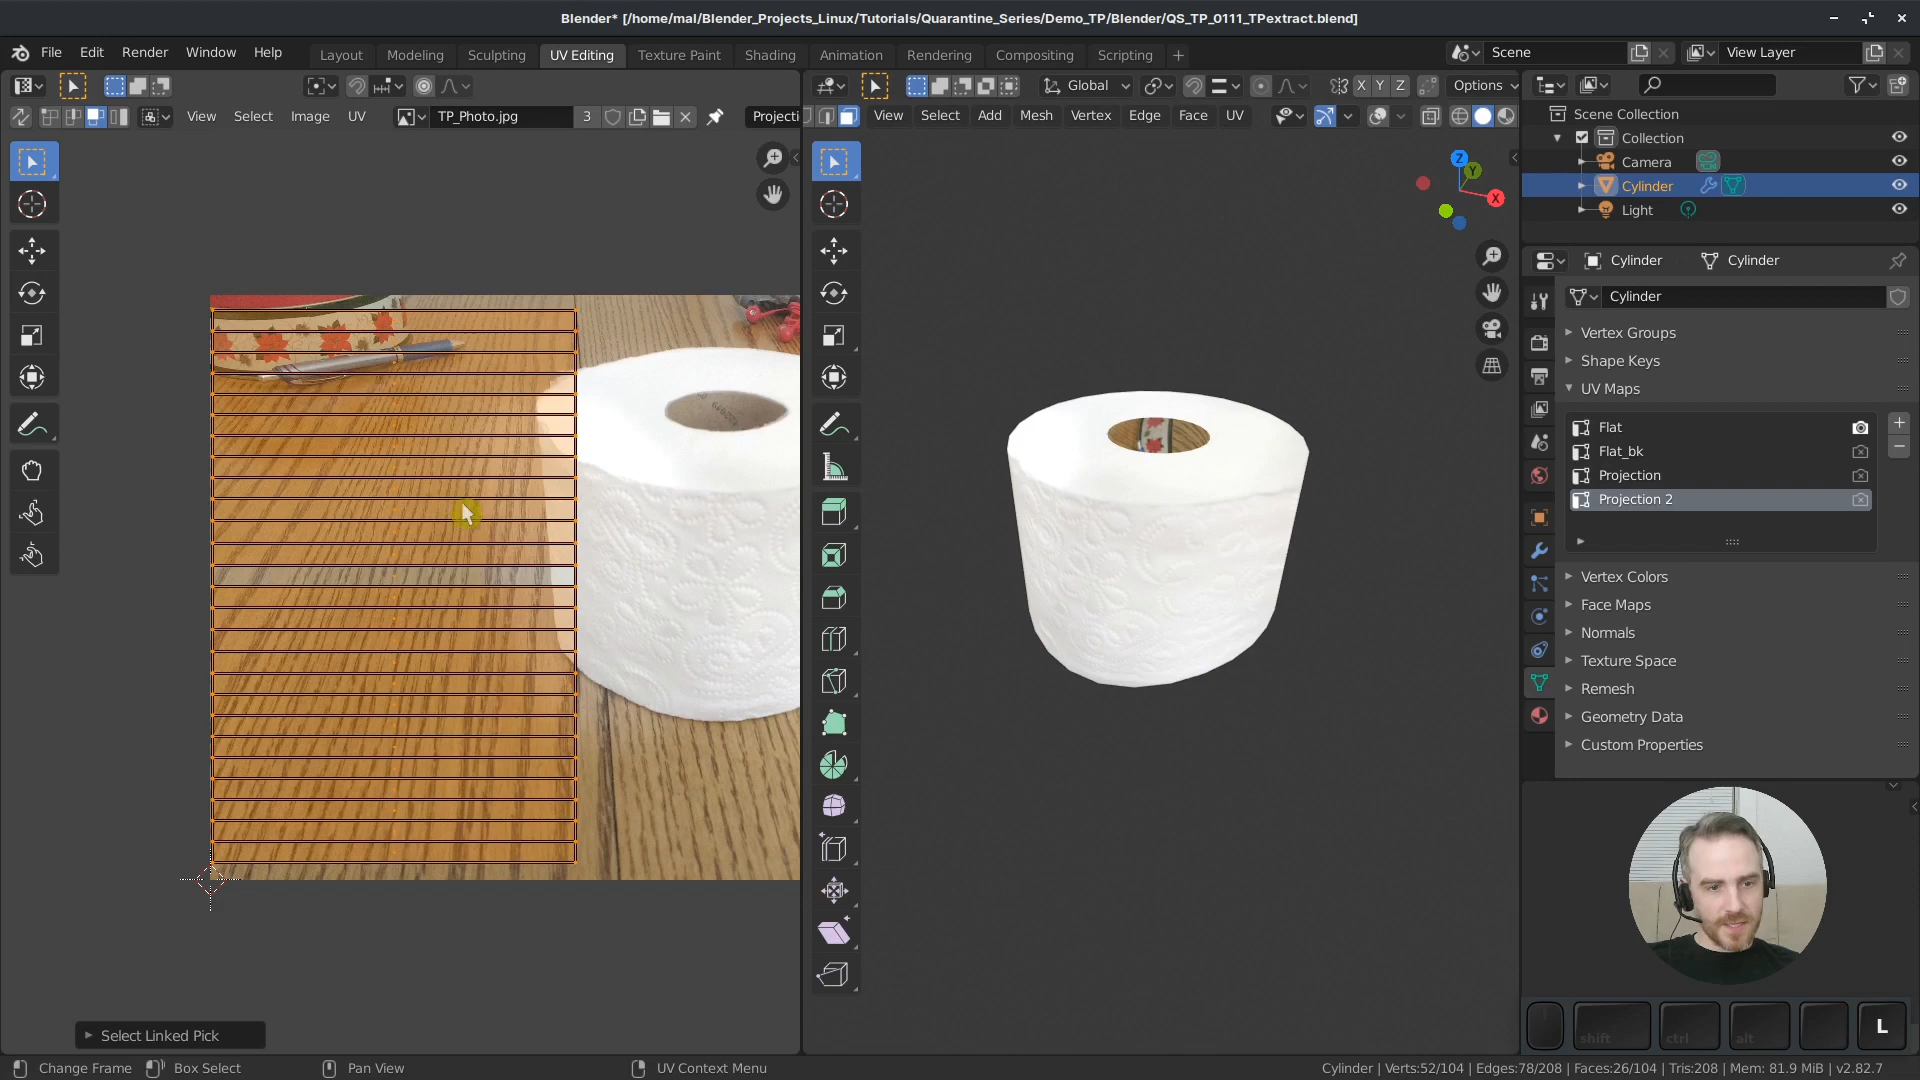 Blender* [/home/mal/Blender_Projects_Linux/Tutorials/Quarantine_Series/Demo_TP/Blender/QS_TP_0111_TPextract.blend]
File Edit Render Window Help
Layout Modeling Sculpting UV Editing Texture Paint Shading Animation Rendering Compositing Scripting +
Scene
View Layer
Global
X Y Z
Options
View Select Image UV
TP_Photo.jpg
3
Projecti
View Select Add Mesh Vertex Edge Face UV
Scene Collection
Collection
Camera
Cylinder
Light
Z
Y
X
Cylinder
Cylinder
Cylinder
Vertex Groups
Shape Keys
UV Maps
Flat
Flat_bk
Projection
Projection 2
Vertex Colors
Face Maps
Normals
Texture Space
Remesh
Geometry Data
Custom Properties
Select Linked Pick
shift
ctrl
alt
L
Change Frame
Box Select
Pan View
UV Context Menu
Cylinder | Verts:52/104 | Edges:78/208 | Faces:26/104 | Tris:208 | Mem: 81.9 MiB | v2.82.7